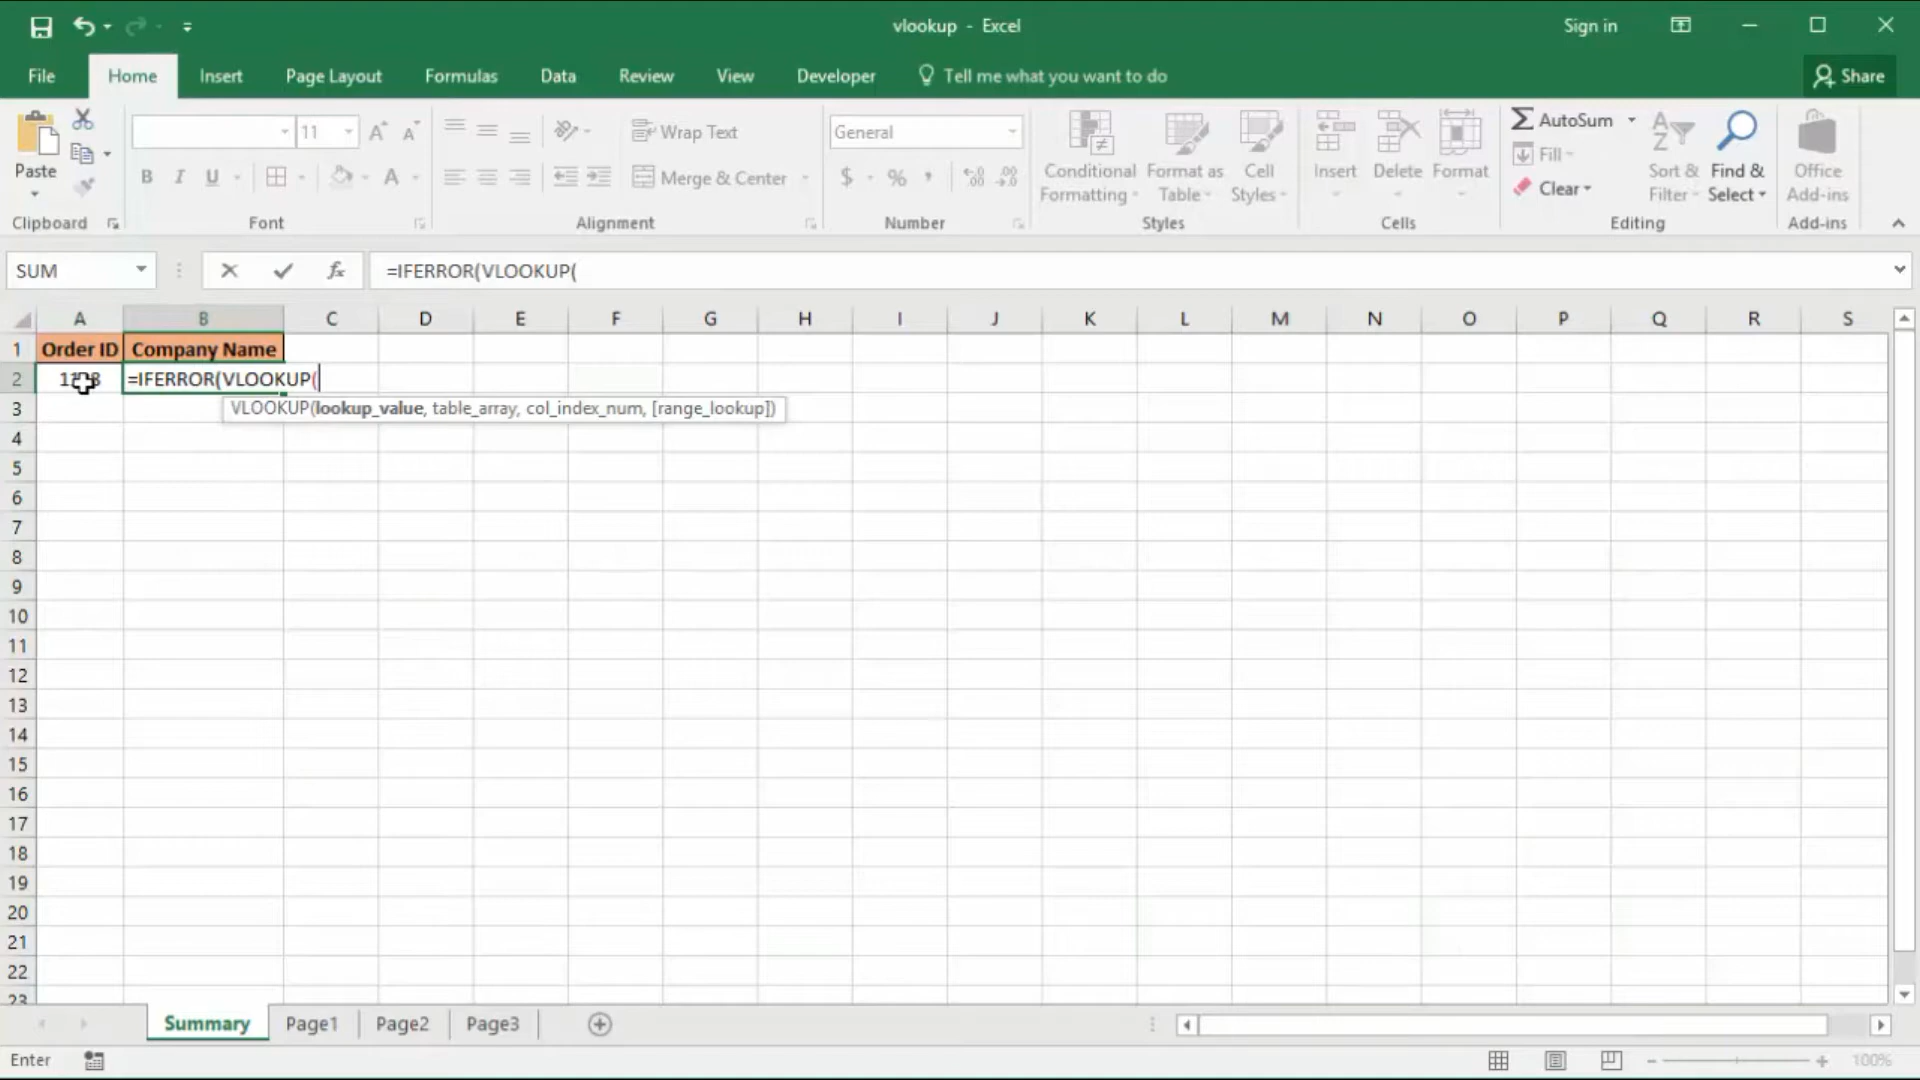 vlookup - Excel
Sign in
File Home Insert Page Layout Formulas Data Review View Developer Tell me what you want to do Share
Paste
Clipboard
11
B I U
Font
Wrap Text
Merge & Center
Alignment
General
$ % ,
Number
Conditional Formatting
Format as Table
Cell Styles
Styles
Insert Delete Format
Cells
AutoSum
Fill
Clear
Sort & Filter
Find & Select
Editing
Office Add-ins
Add-ins
SUM fx =IFERROR(VLOOKUP(
A B C D E F G H I J K L M N O P Q R S
1 Order ID Company Name
2 =IFERROR(VLOOKUP(
VLOOKUP(lookup_value, table_array, col_index_num, [range_lookup])
3
4
5
6
7
8
9
10
11
12
13
14
15
16
17
18
19
20
21
22
23
Summary Page1 Page2 Page3
Enter 100%